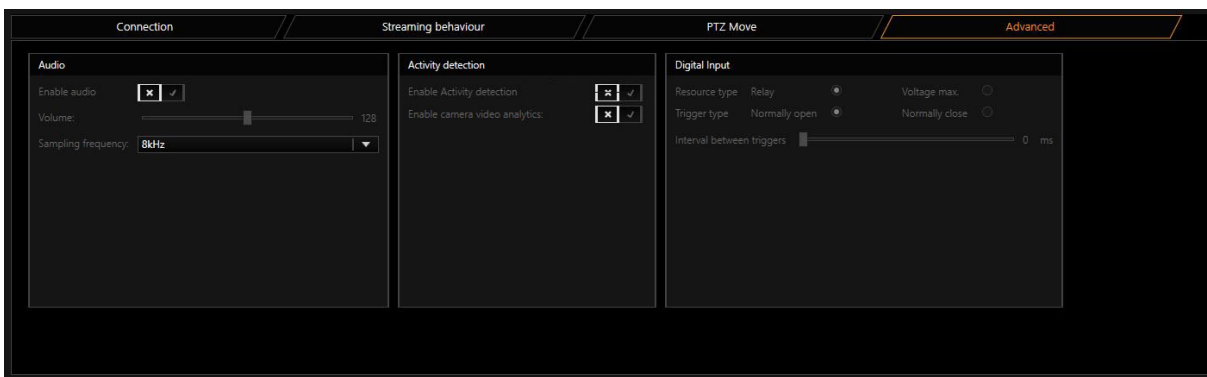 Connection
Streaming behaviour
PTZ Move
Advanced
Audio
Enable audio
Volume: 128
Sampling frequency: 8kHz
Activity detection
Enable Activity detection
Enable camera video analytics:
Digital Input
Resource type Relay Voltage max.
Trigger type Normally open Normally close
Interval between triggers 0 ms